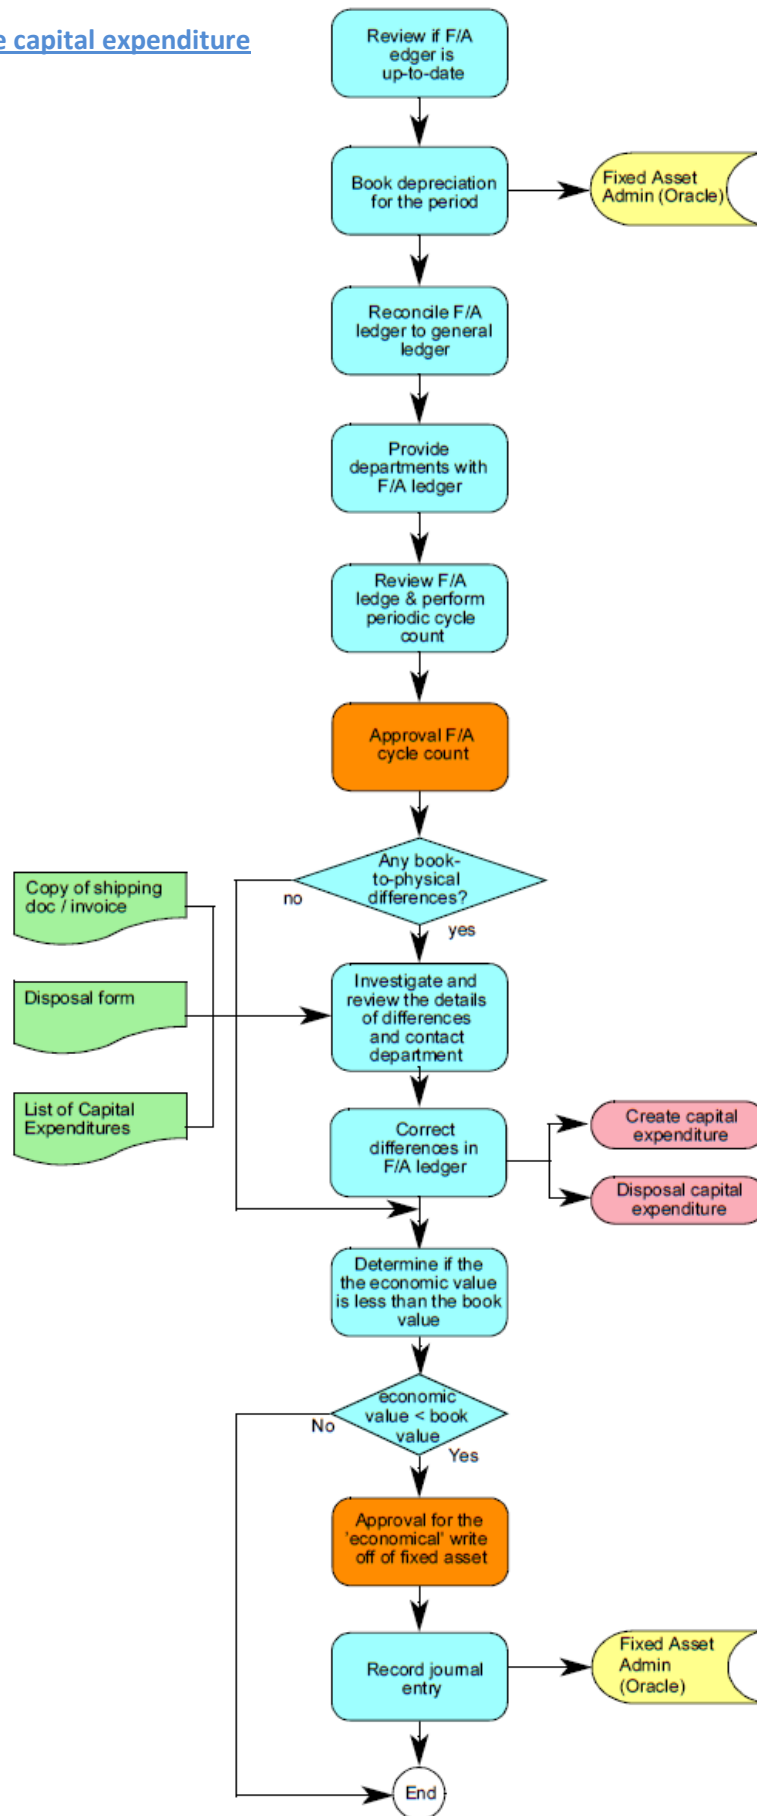 e capital expenditure
Review if F/A
edger is
up-to-date
Book depreciation
for the period
Fixed Asset
Admin (Oracle)
Reconcile F/A
ledger to general
ledger
Provide
departments with
F/A ledger
Review F/A
ledge & perform
periodic cycle
count
Approval F/A
cycle count
Any book-
to-physical
differences?
no
yes
Copy of shipping
doc / invoice
Disposal form
List of Capital
Expenditures
Investigate and
review the details
of differences
and contact
department
Correct
differences in
F/A ledger
Create capital
expenditure
Disposal capital
expenditure
Determine if the
the economic value
is less than the book
value
economic
value < book
value
No
Yes
Approval for the
'economical' write
off of fixed asset
Record journal
entry
Fixed Asset
Admin
(Oracle)
End